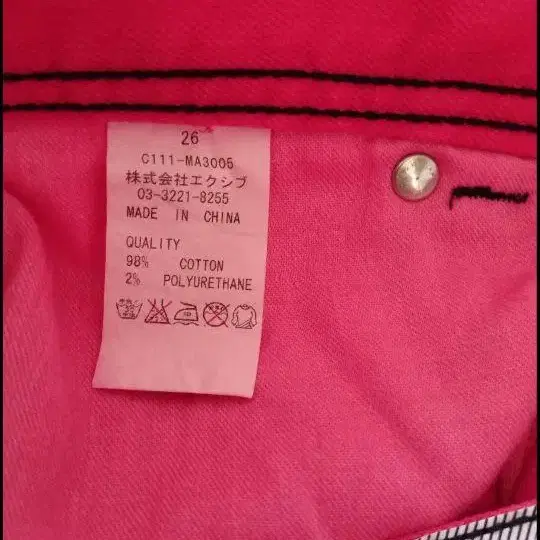 26
C111-MA3005
株式会社エクシブ
03-3221-8255
MADE IN CHINA
QUALITY
98% COTTON
2% POLYURETHANE